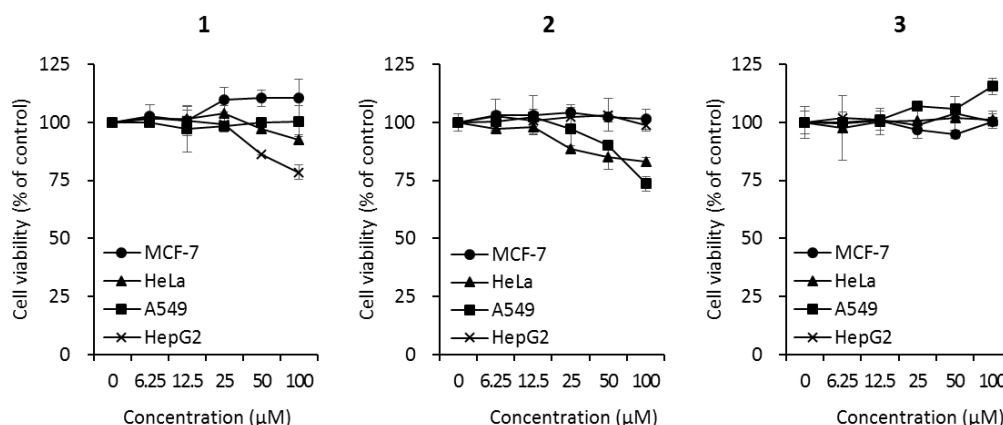 1
Cell viability (% of control)
125
100
75
50
25
0
MCF-7
HeLa
A549
HepG2
0 6.25 12.5 25 50 100
Concentration (µM)
2
Cell viability (% of control)
125
100
75
50
25
0
MCF-7
HeLa
A549
HepG2
0 6.25 12.5 25 50 100
Concentration (µM)
3
Cell viability (% of control)
125
100
75
50
25
0
MCF-7
HeLa
A549
HepG2
0 6.25 12.5 25 50 100
Concentration (µM)